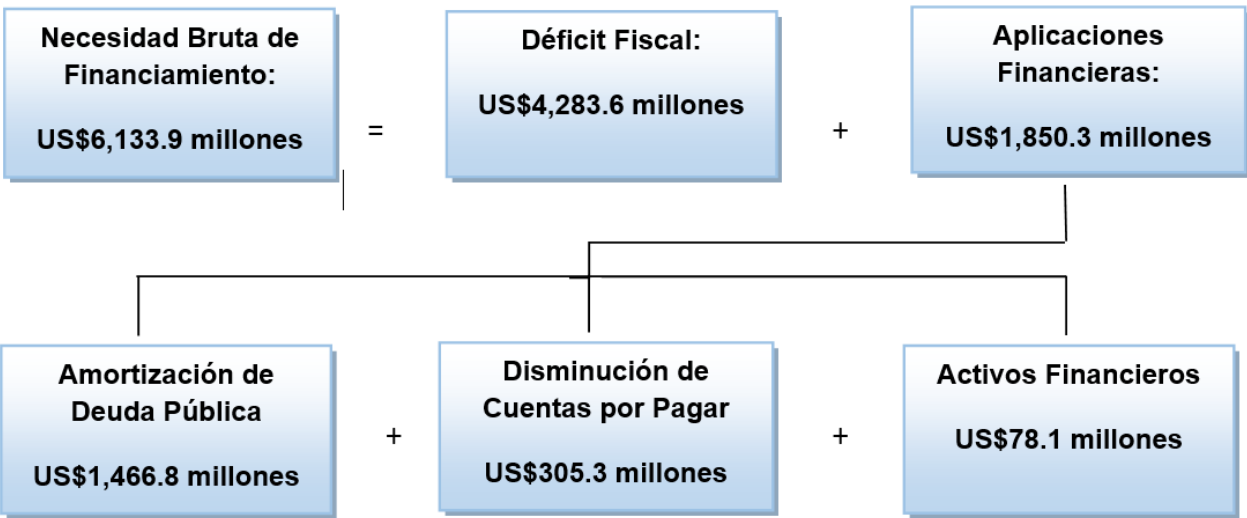 Necesidad Bruta de
Financiamiento:
US$6,133.9 millones
=
Déficit Fiscal:
US$4,283.6 millones
+
Aplicaciones
Financieras:
US$1,850.3 millones
Amortización de
Deuda Pública
US$1,466.8 millones
+
Disminución de
Cuentas por Pagar
US$305.3 millones
+
Activos Financieros
US$78.1 millones